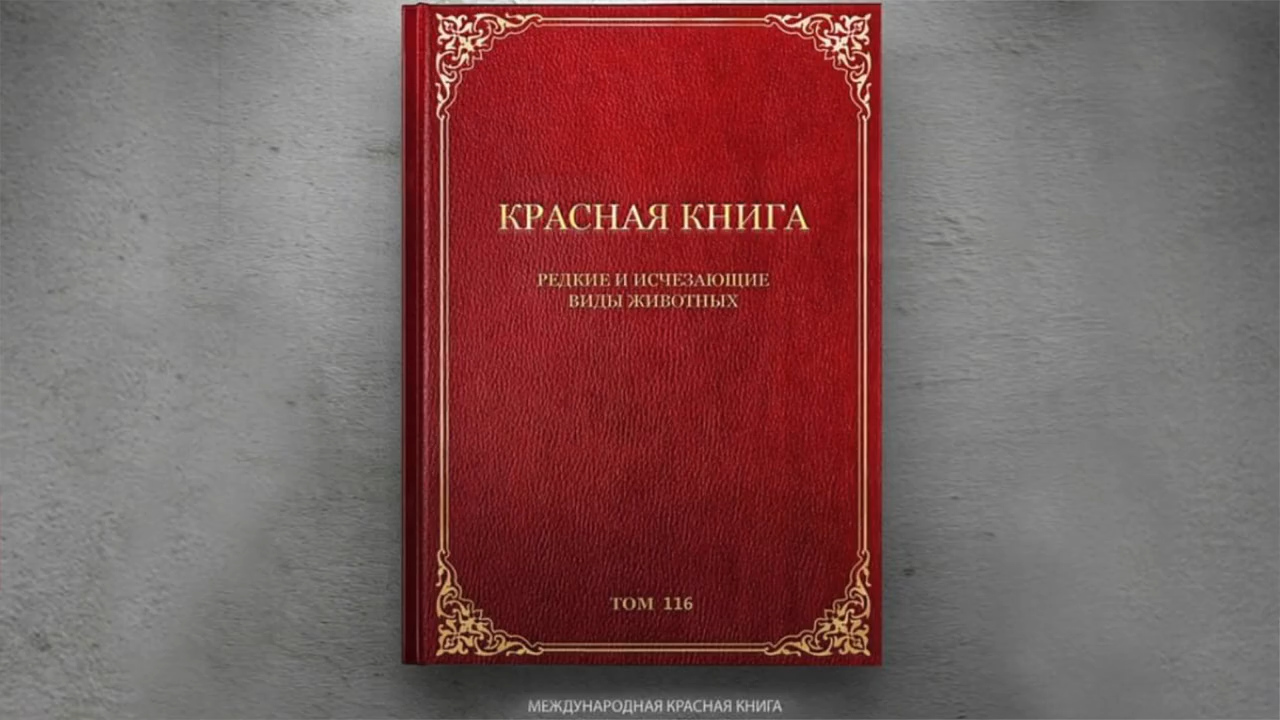 КРАСНАЯ КНИГА
РЕДКИЕ И ИСЧЕЗАЮЩИЕ
ВИДЫ ЖИВОТНЫХ
ТОМ 116
МЕЖДУНАРОДНАЯ КРАСНАЯ КНИГА